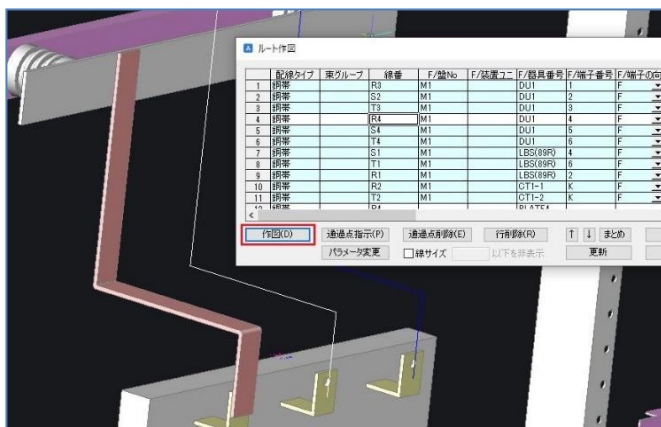 ルート作図
配線タイプ 束グループ 線番 F/盤No F/装置ユニ F/器具番号 F/端子番号 F/端子の向
1 銅帯 R3 M1 DU1 1 F
2 銅帯 S2 M1 DU1 2 F
3 銅帯 T3 M1 DU1 3 F
4 銅帯 R4 M1 DU1 4 F
5 銅帯 S4 M1 DU1 5 F
6 銅帯 T4 M1 DU1 6 F
7 銅帯 S1 M1 LBS(89R) 4 F
8 銅帯 T1 M1 LBS(89R) 6 F
9 銅帯 R1 M1 LBS(89R) 2 F
10 銅帯 R2 M1 CT1-1 K F
11 銅帯 T2 M1 CT1-2 K F
作図(D) 通過点指示(P) 通過点削除(E) 行削除(R) ↑ ↓ まとめ
パラメータ変更 線サイズ 以下を非表示 更新